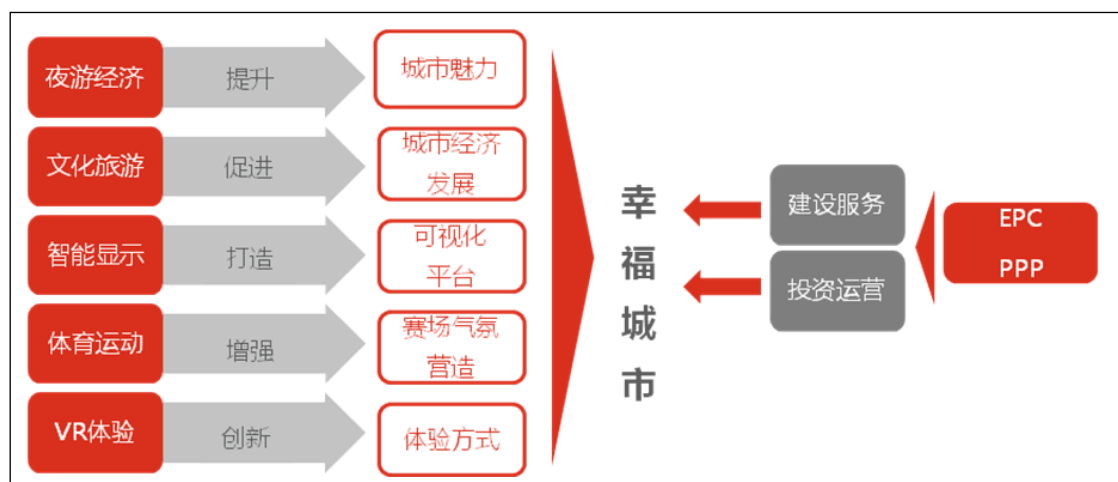 夜游经济
提升
城市魅力
文化旅游
促进
城市经济
发展
智能显示
打造
可视化
平台
体育运动
增强
赛场气氛
营造
VR体验
创新
体验方式
幸
福
城
市
建设服务
投资运营
EPC
PPP